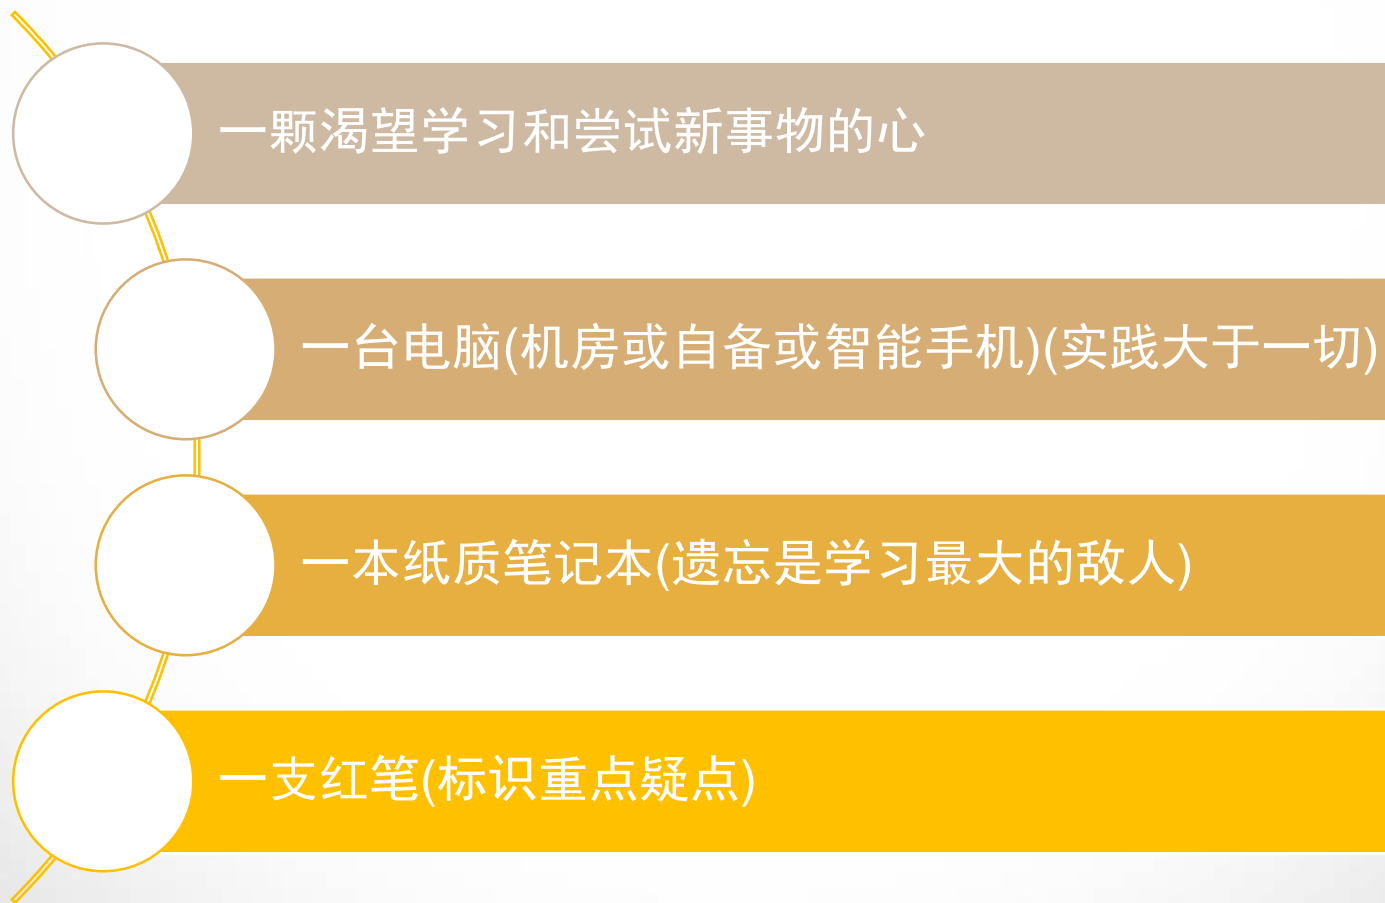 一颗渴望学习和尝试新事物的心
一台电脑(机房或自备或智能手机)(实践大于一切)
一本纸质笔记本(遗忘是学习最大的敌人)
一支红笔(标识重点疑点)